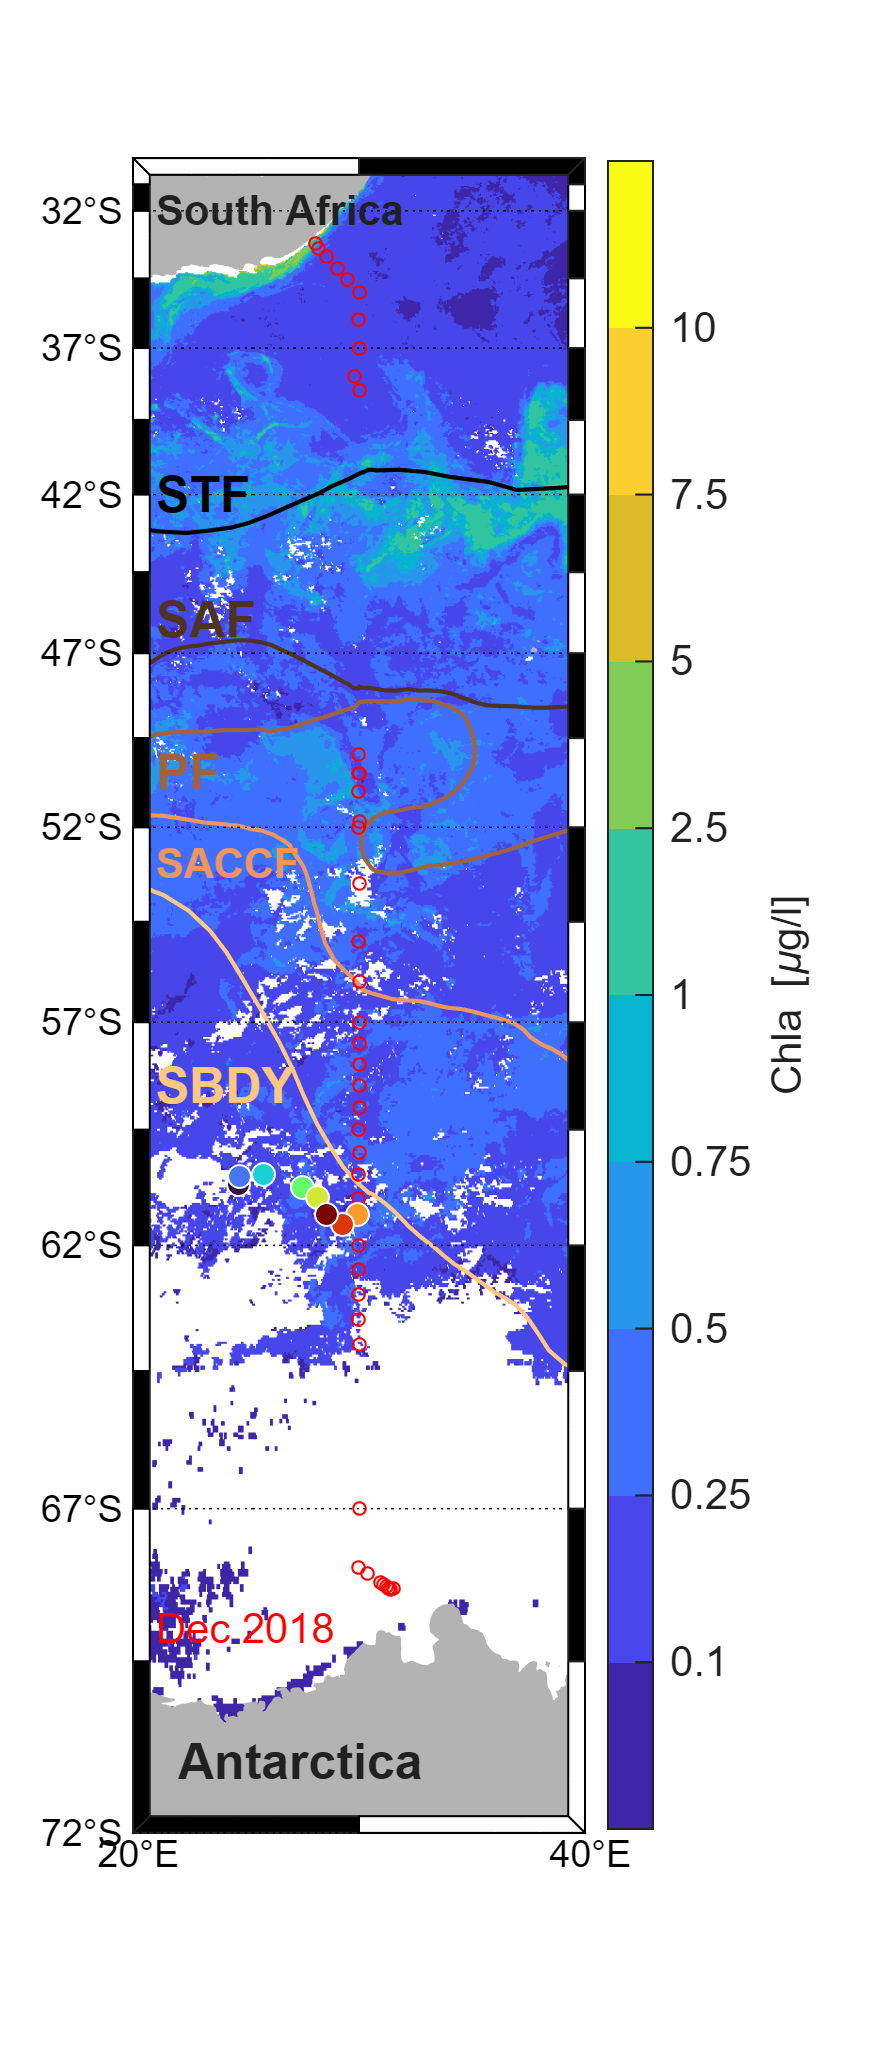 32°S
South Africa
37°S
10
STF
42°S
7.5
SAF
47°S
5
PF
52°S
2.5
SACCF
Chla [µg/l]
57°S
1
SBDY
0.75
62°S
0.5
67°S
0.25
Dec 2018
0.1
Antarctica
72°S
20°E
40°E